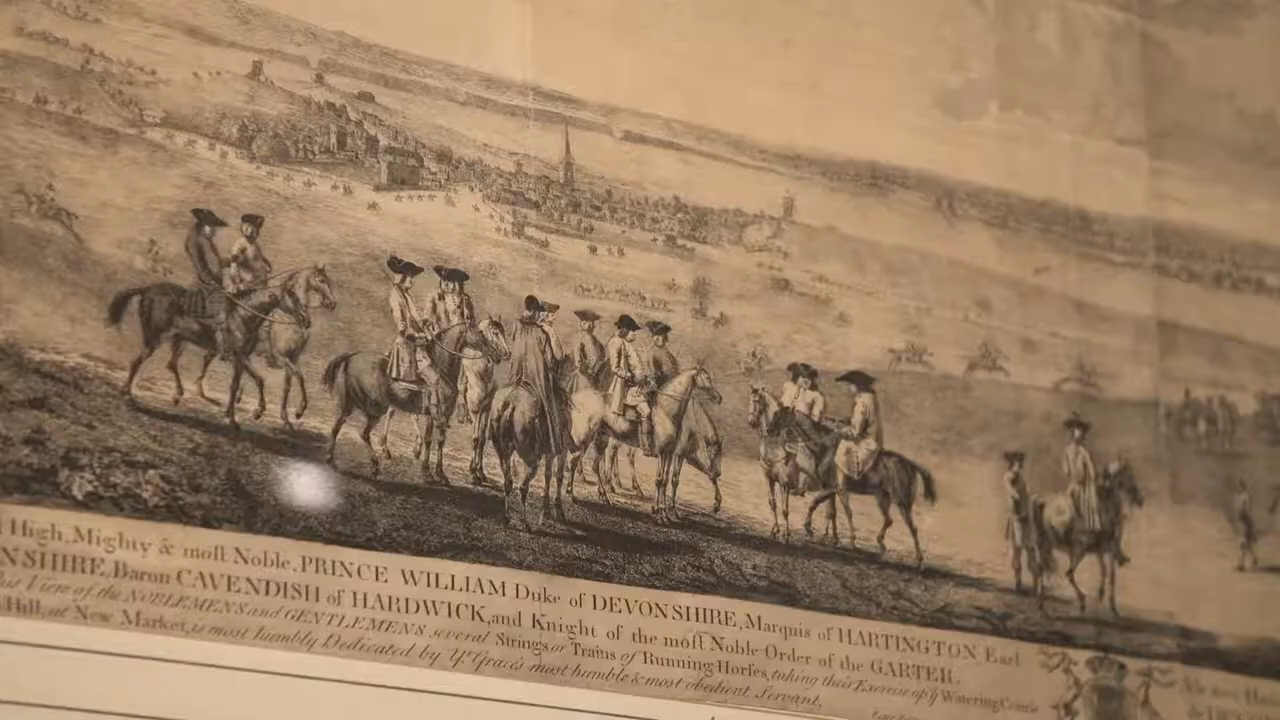 High, Mighty & moſt Noble, PRINCE WILLIAM Duke of DEVONSHIRE, Marquis of HARTINGTON Earl
NSHIRE, Baron CAVENDISH of HARDWICK, and Knight of the moſt Noble Order of the GARTER.
View of the NOBLEMENS and GENTLEMENS several Strings or Trains of Running Horſes, taking their Exercise up ye Watering Course
Hill, at New Market, is most humbly Dedicated by Yr. Grace's most humble & most obedient Servant,